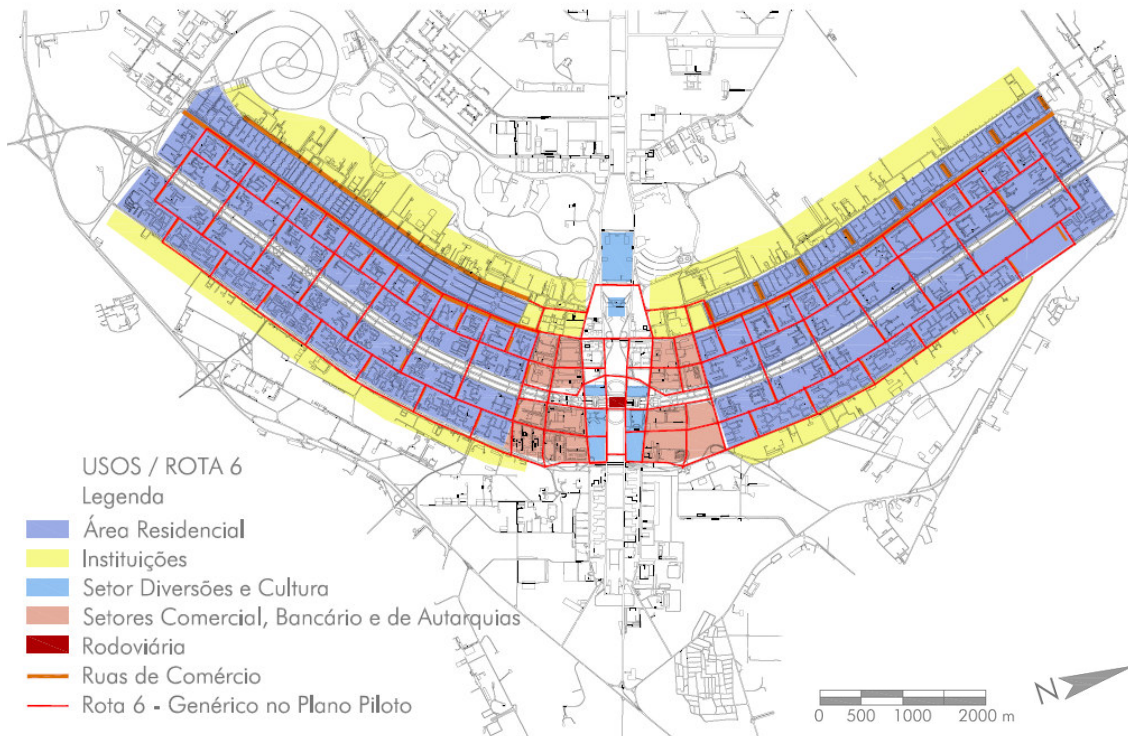 USOS / ROTA 6
Legenda
Área Residencial
Instituições
Setor Diversões e Cultura
Setores Comercial, Bancário e de Autarquias
Rodoviária
Ruas de Comércio
Rota 6 - Genérico no Plano Piloto
0 500 1000 2000 m
N